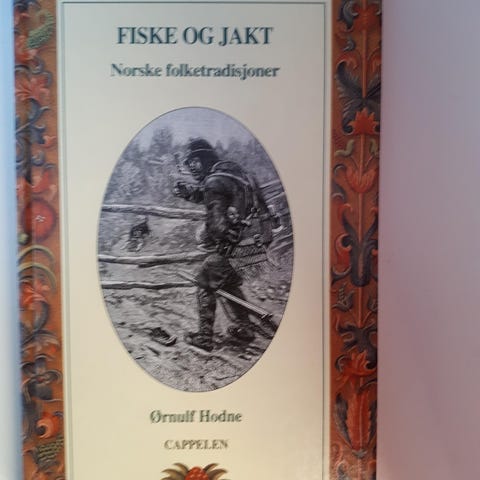 FISKE OG JAKT
Norske folketradisjoner
Ørnulf Hodne
CAPPELEN